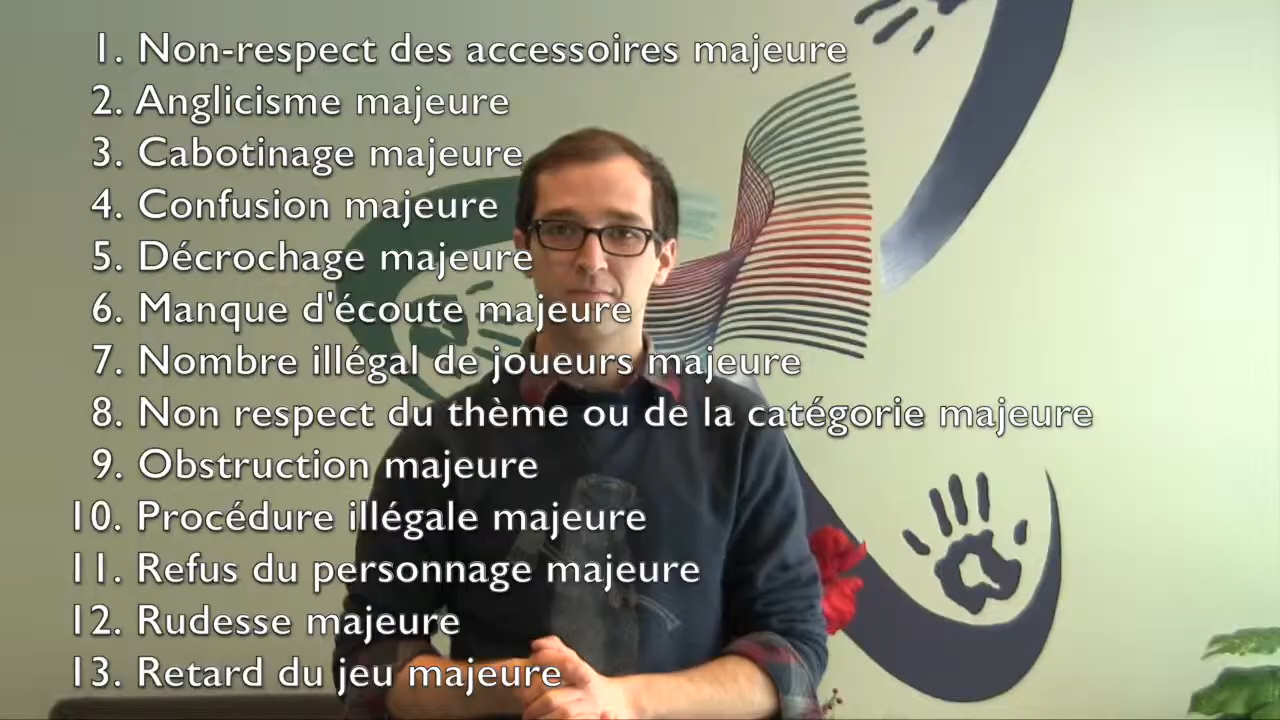 1. Non-respect des accessoires majeure
2. Anglicisme majeure
3. Cabotinage majeure
4. Confusion majeure
5. Décrochage majeure
6. Manque d'écoute majeure
7. Nombre illégal de joueurs majeure
8. Non respect du thème ou de la catégorie majeure
9. Obstruction majeure
10. Procédure illégale majeure
11. Refus du personnage majeure
12. Rudesse majeure
13. Retard du jeu majeure